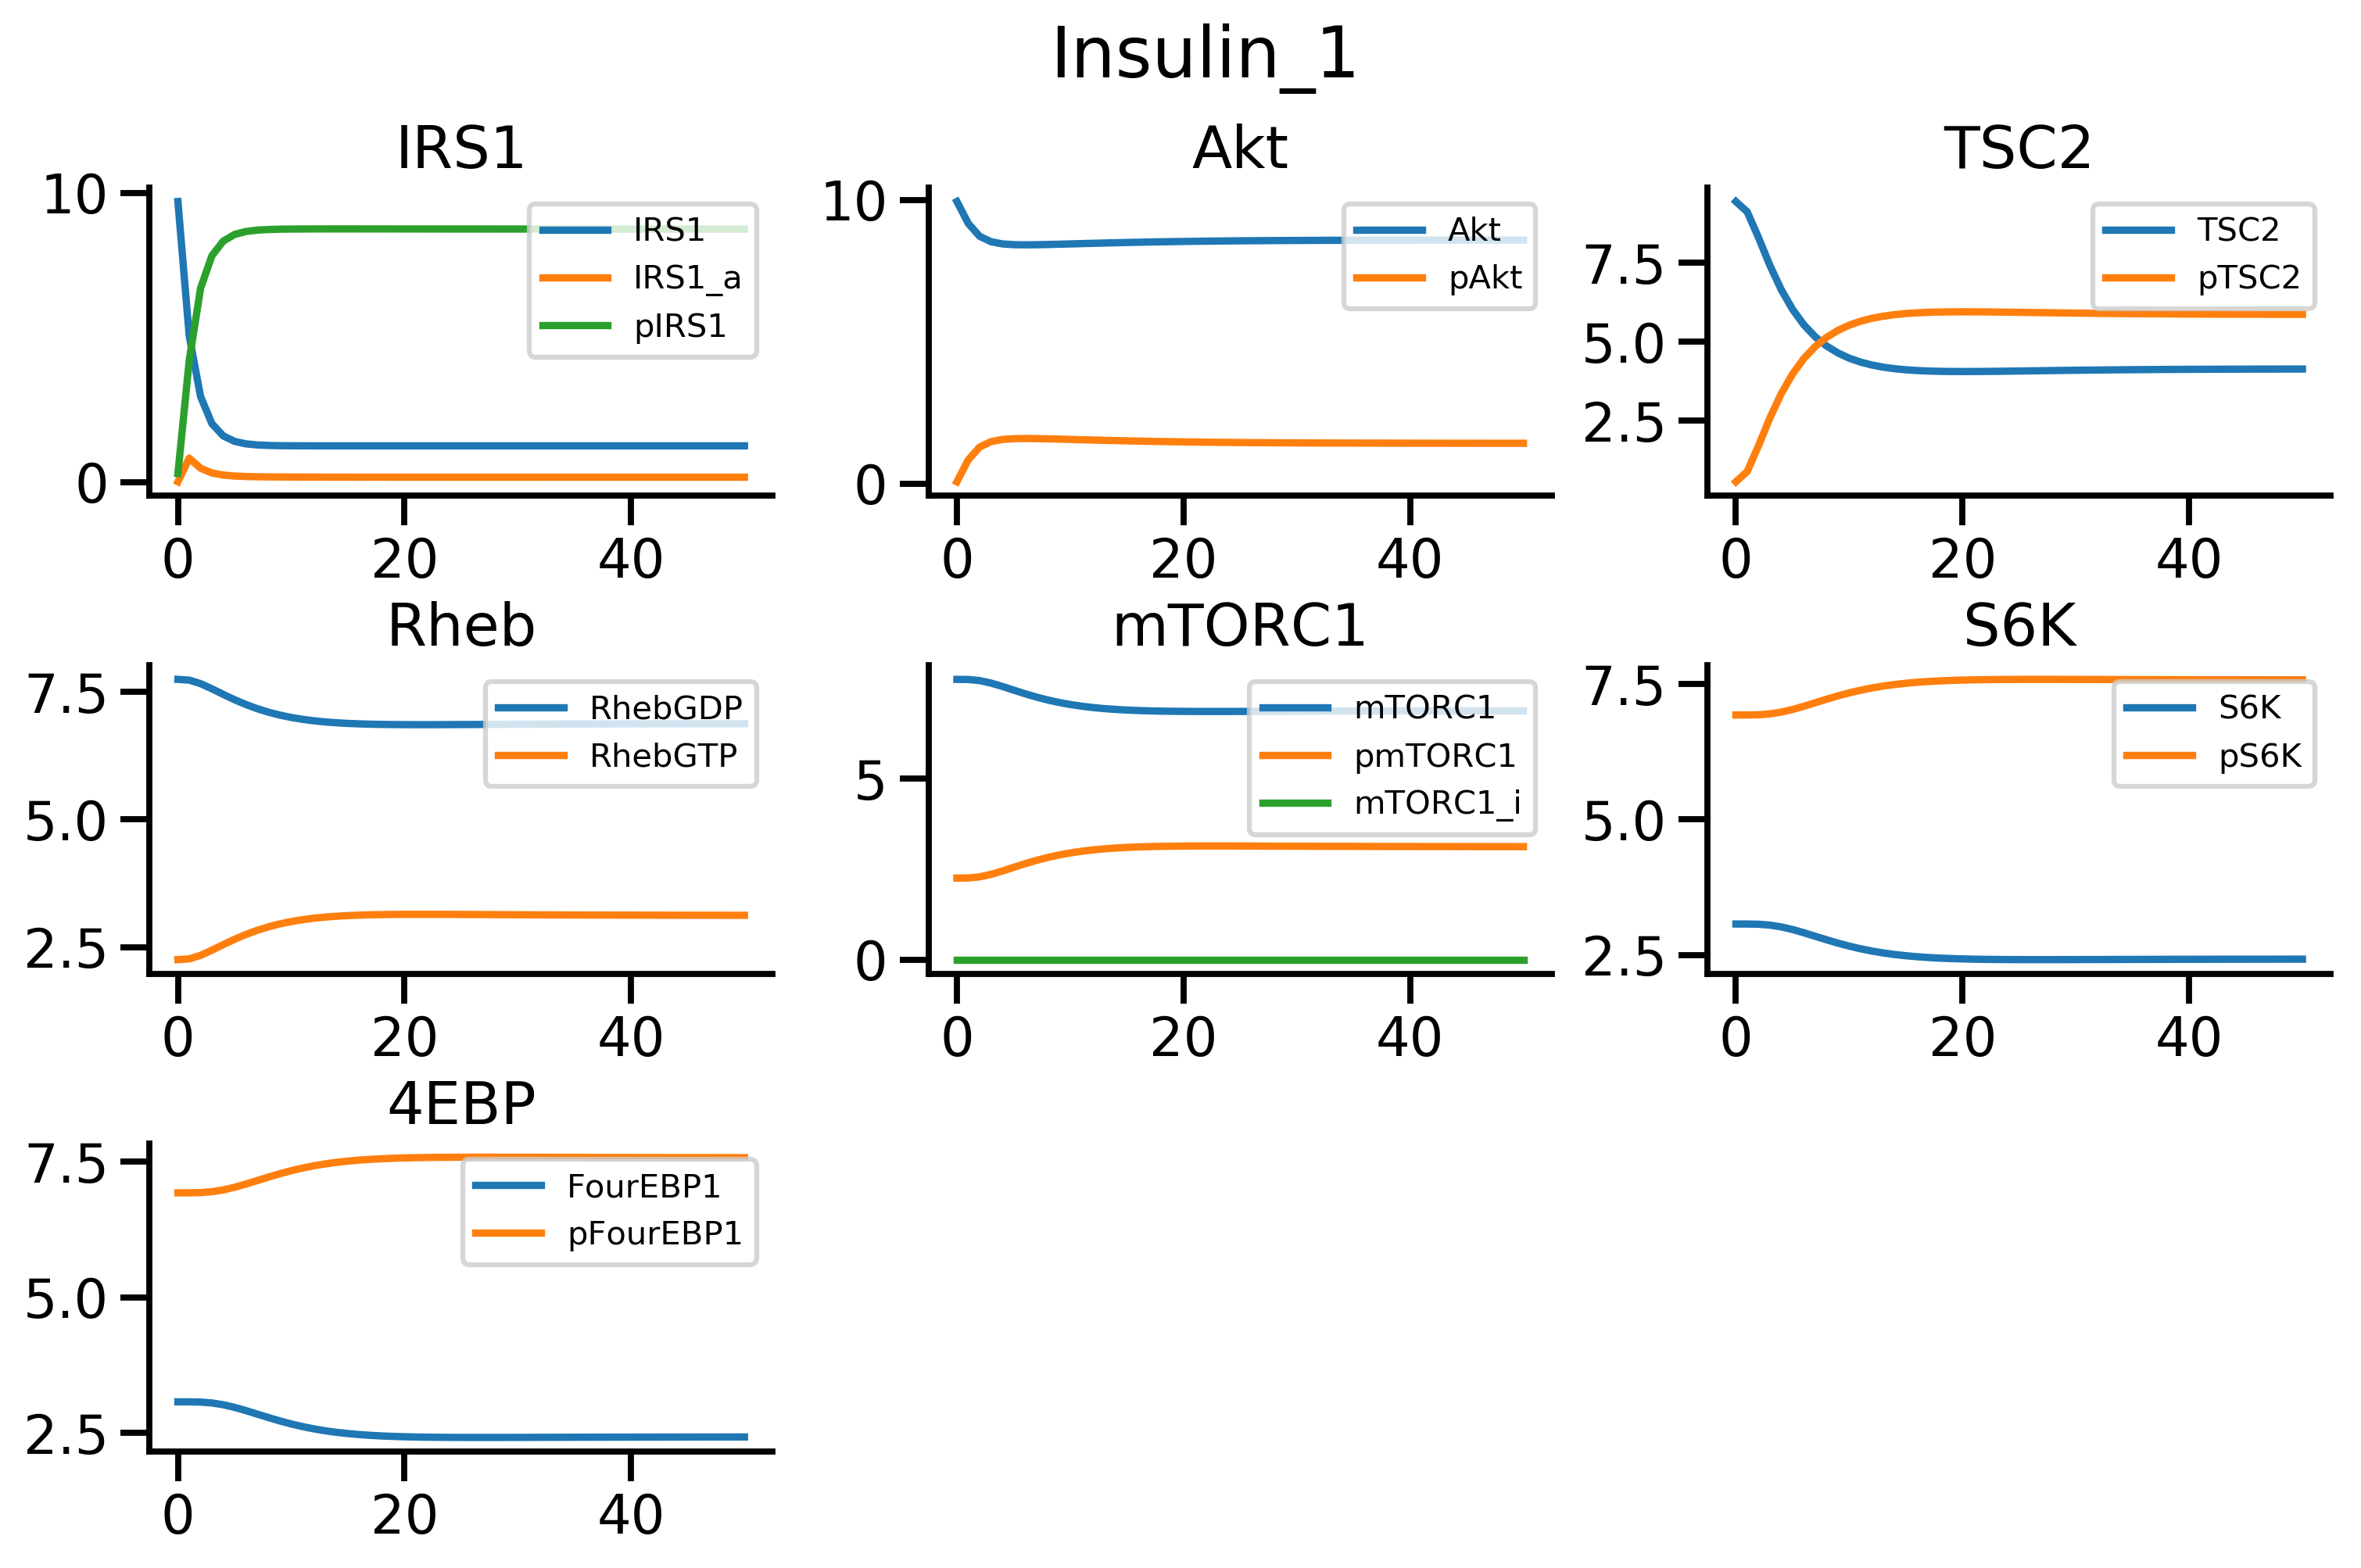 Insulin_1
IRS1
10
0
0 20 40
IRS1
IRS1_a
pIRS1
Akt
10
0
0 20 40
Akt
pAkt
TSC2
7.5
5.0
2.5
0 20 40
TSC2
pTSC2
Rheb
7.5
5.0
2.5
0 20 40
RhebGDP
RhebGTP
mTORC1
5
0
0 20 40
mTORC1
pmTORC1
mTORC1_i
S6K
7.5
5.0
2.5
0 20 40
S6K
pS6K
4EBP
7.5
5.0
2.5
0 20 40
FourEBP1
pFourEBP1